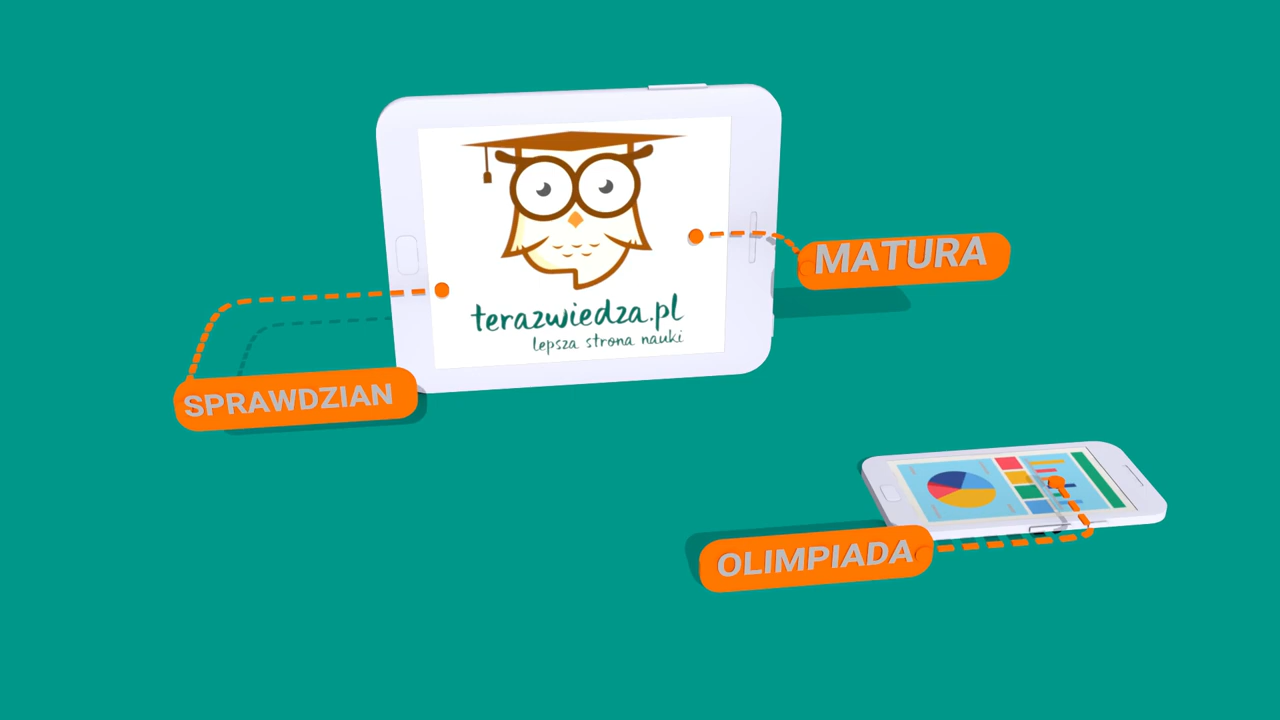 MATURA
terazwiedza.pl
lepsza strona nauki
SPRAWDZIAN
OLIMPIADA